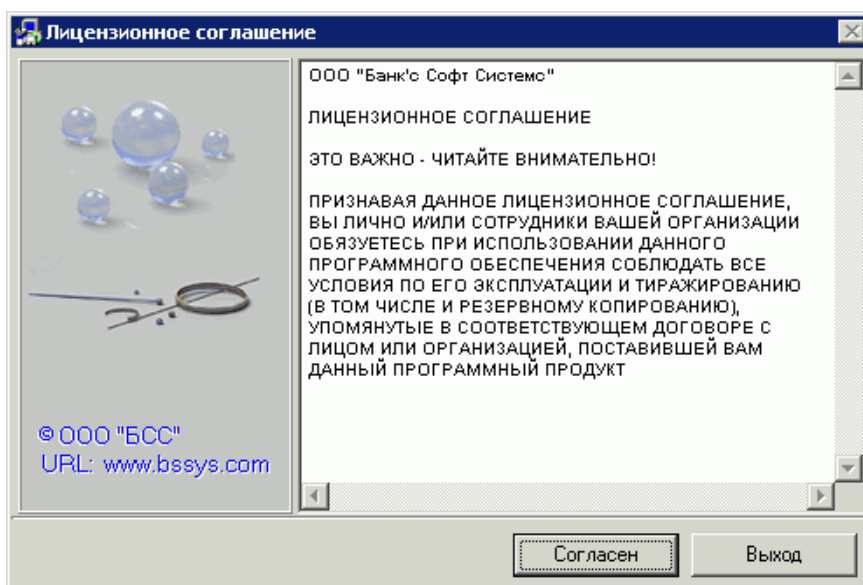 Лицензионное соглашение
ООО "Банк'с Софт Системс"
ЛИЦЕНЗИОННОЕ СОГЛАШЕНИЕ
ЭТО ВАЖНО - ЧИТАЙТЕ ВНИМАТЕЛЬНО!
ПРИЗНАВАЯ ДАННОЕ ЛИЦЕНЗИОННОЕ СОГЛАШЕНИЕ,
ВЫ ЛИЧНО И/ИЛИ СОТРУДНИКИ ВАШЕЙ ОРГАНИЗАЦИИ
ОБЯЗУЕТЕСЬ ПРИ ИСПОЛЬЗОВАНИИ ДАННОГО
ПРОГРАММНОГО ОБЕСПЕЧЕНИЯ СОБЛЮДАТЬ ВСЕ
УСЛОВИЯ ПО ЕГО ЭКСПЛУАТАЦИИ И ТИРАЖИРОВАНИЮ
(В ТОМ ЧИСЛЕ И РЕЗЕРВНОМУ КОПИРОВАНИЮ),
УПОМЯНУТЫЕ В СООТВЕТСТВУЮЩЕМ ДОГОВОРЕ С
ЛИЦОМ ИЛИ ОРГАНИЗАЦИЕЙ, ПОСТАВИВШЕЙ ВАМ
ДАННЫЙ ПРОГРАММНЫЙ ПРОДУКТ
© ООО "БСС"
URL: www.bssys.com
Согласен
Выход